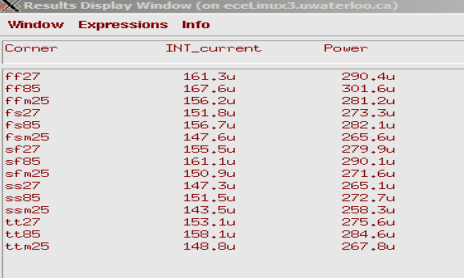 Results Display Window (on eceLinux3.uwaterloo.ca)
Window Expressions Info
Corner INT_current Power
ff27 161.3u 290.4u
ff85 167.6u 301.6u
ffm25 156.2u 281.2u
fs27 151.8u 273.3u
fs85 156.7u 282.1u
fsm25 147.6u 265.6u
sf27 155.5u 279.9u
sf85 161.1u 290.1u
sfm25 150.9u 271.6u
ss27 147.3u 265.1u
ss85 151.5u 272.7u
ssm25 143.5u 258.3u
tt27 153.1u 275.6u
tt85 158.1u 284.6u
ttm25 148.8u 267.8u